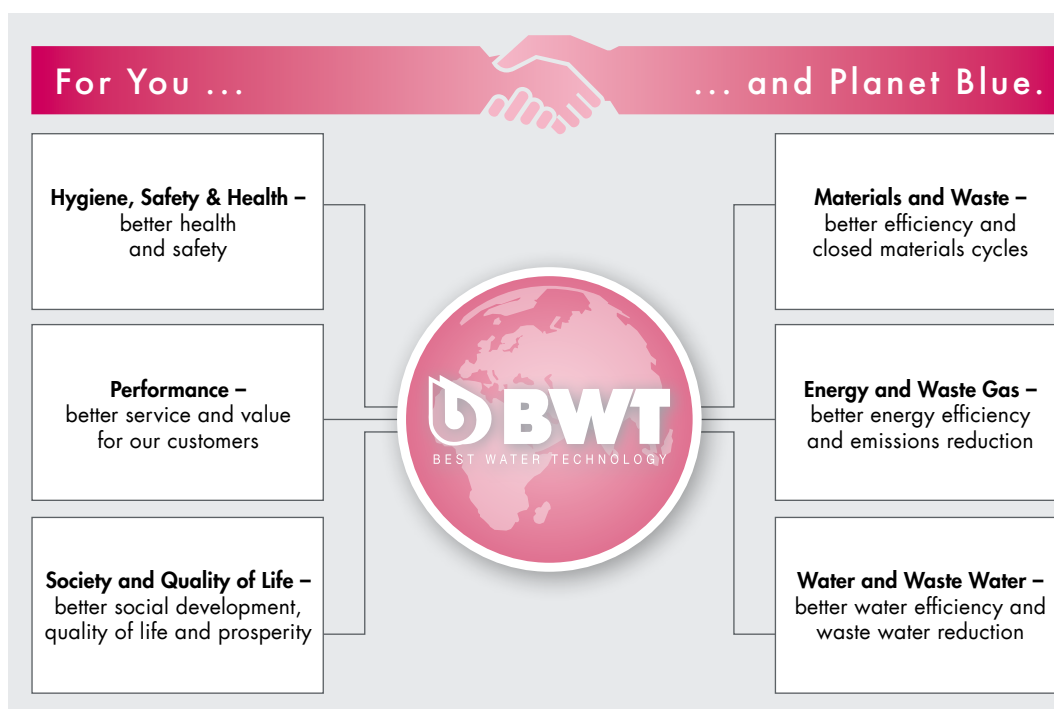 For You ...
... and Planet Blue.
Hygiene, Safety & Health –
better health
and safety
Performance –
better service and value
for our customers
Society and Quality of Life –
better social development,
quality of life and prosperity
BWT
BEST WATER TECHNOLOGY
Materials and Waste –
better efficiency and
closed materials cycles
Energy and Waste Gas –
better energy efficiency
and emissions reduction
Water and Waste Water –
better water efficiency and
waste water reduction